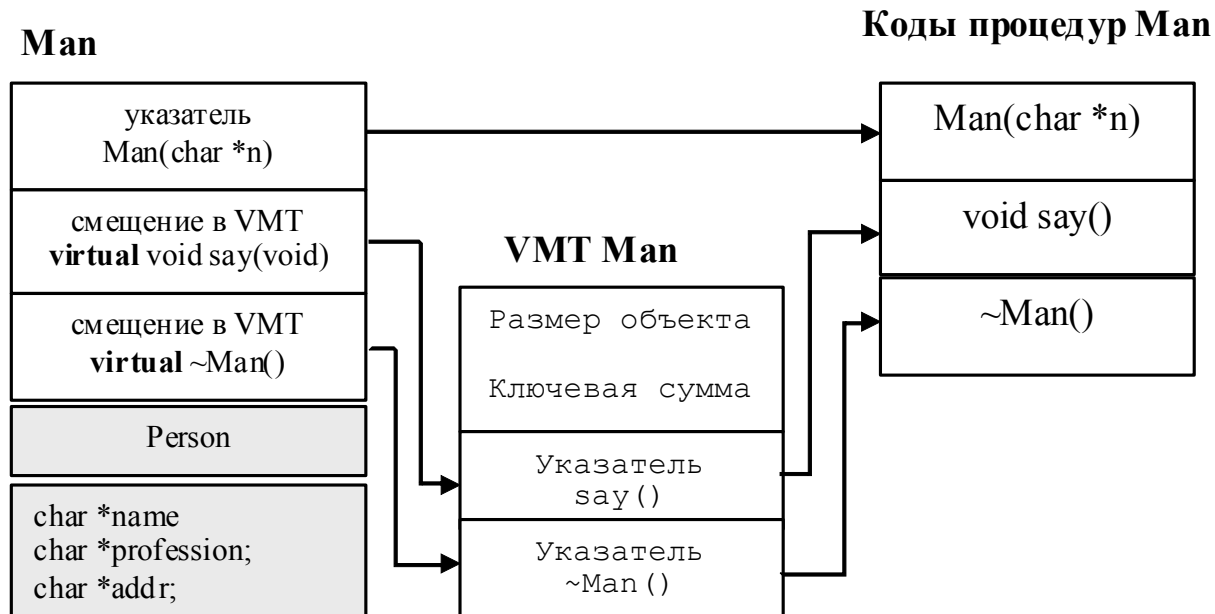 Man
указатель
Man(char *n)
смещение в VMT
virtual void say(void)
смещение в VMT
virtual ~Man()
Person
char *name
char *profession;
char *addr;
VMT Man
Размер объекта
Ключевая сумма
Указатель
say()
Указатель
~Man()
Коды процедур Man
Man(char *n)
void say()
~Man()